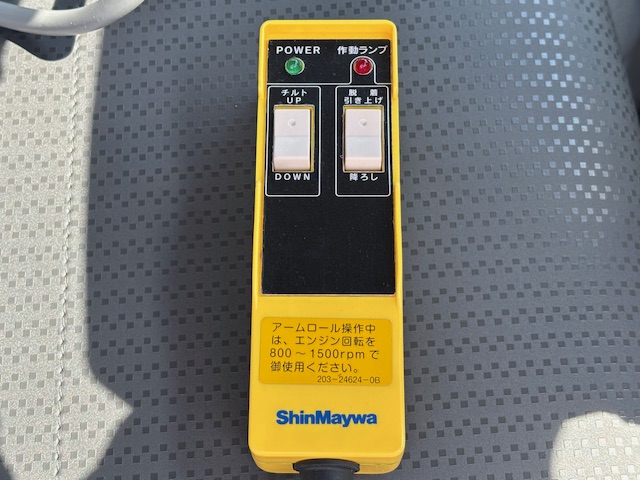 POWER 作動ランプ
チルト
UP
DOWN
脱着
引き上げ
降ろし
アームロール操作中
は、エンジン回転を
800～1500rpmで
御使用ください。
203-24624-0B
ShinMaywa